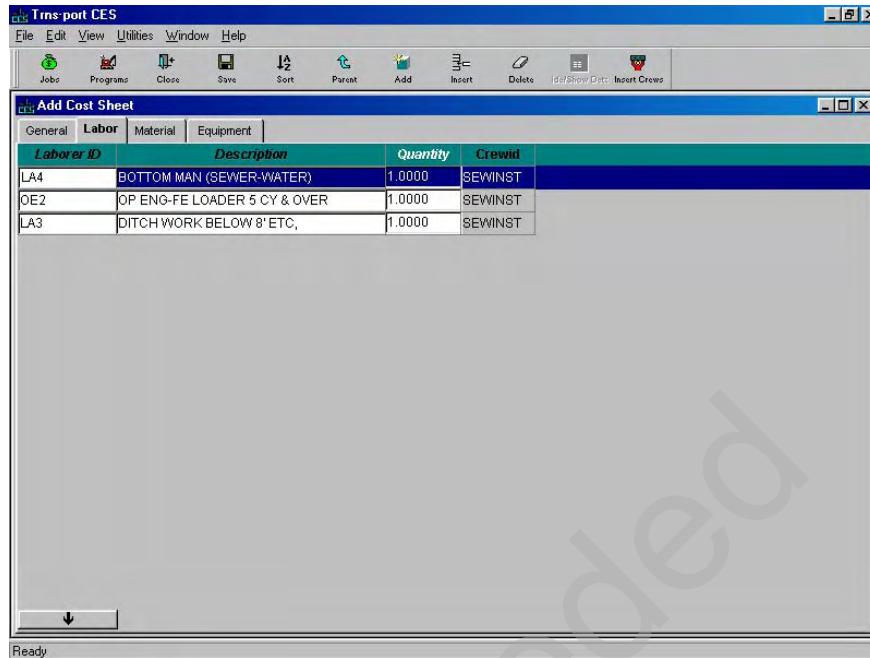 Trns·port CES
File Edit View Utilities Window Help
Jobs Programs Close Save Sort Parent Add Insert Delete Insert Crews
Add Cost Sheet
General Labor Material Equipment
Laborer ID Description Quantity Crewid
LA4 BOTTOM MAN (SEWER-WATER) 1.0000 SEWINST
OE2 OP ENG-FE LOADER 5 CY & OVER 1.0000 SEWINST
LA3 DITCH WORK BELOW 8' ETC, 1.0000 SEWINST
Ready